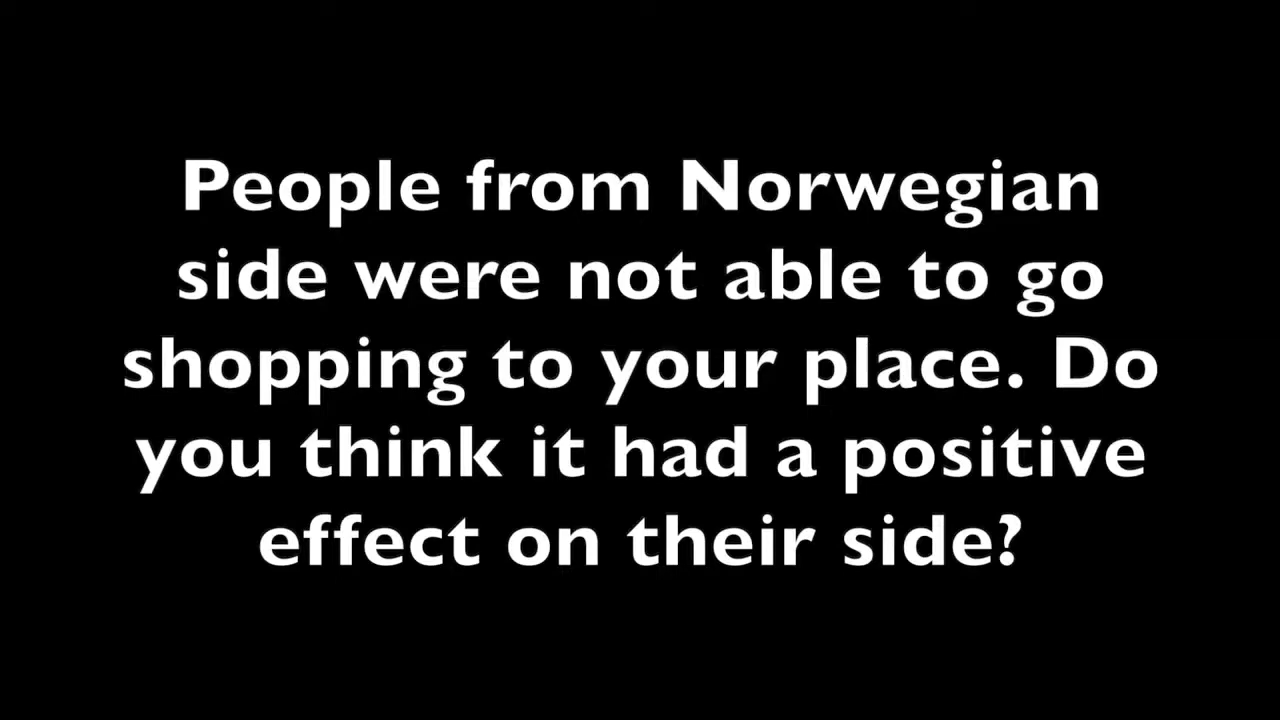 People from Norwegian
side were not able to go
shopping to your place. Do
you think it had a positive
effect on their side?